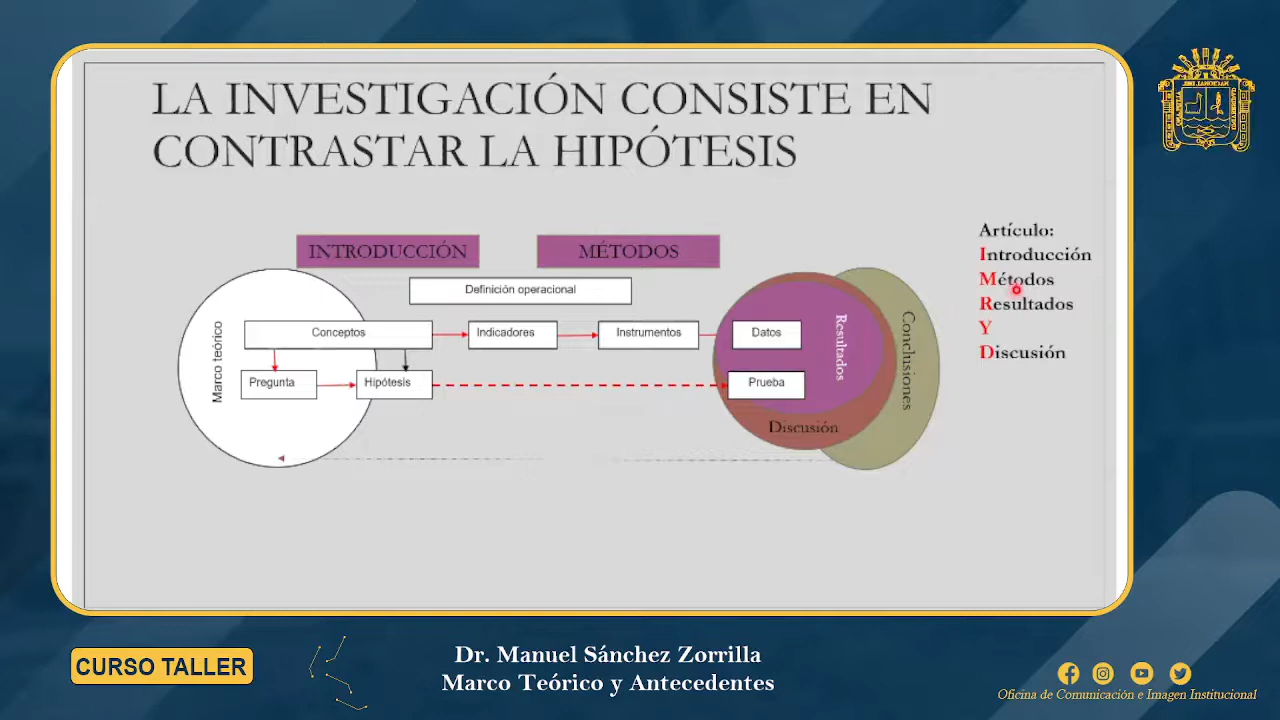 LA INVESTIGACIÓN CONSISTE EN
CONTRASTAR LA HIPÓTESIS
INTRODUCCIÓN
MÉTODOS
Definición operacional
Marco teórico
Conceptos
Indicadores
Instrumentos
Datos
Pregunta
Hipótesis
Prueba
Resultados
Discusión
Conclusiones
Artículo:
Introducción
Métodos
Resultados
Y
Discusión
CURSO TALLER
Dr. Manuel Sánchez Zorrilla
Marco Teórico y Antecedentes
Oficina de Comunicación e Imagen Institucional